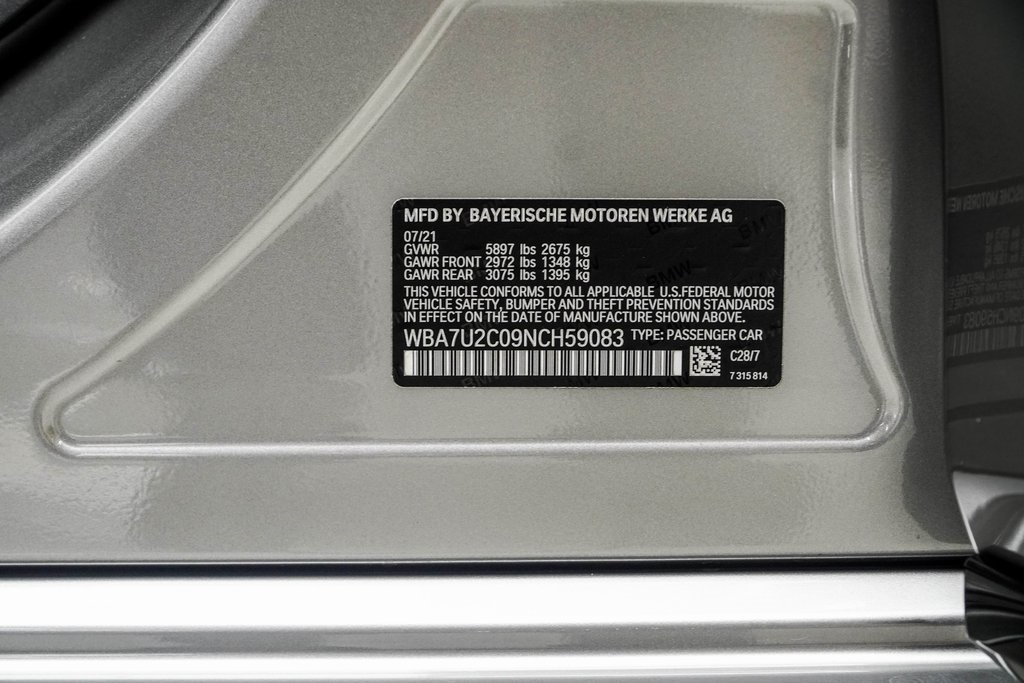 MFD BY BAYERISCHE MOTOREN WERKE AG
07/21
GVWR 5897 lbs 2675 kg
GAWR FRONT 2972 lbs 1348 kg
GAWR REAR 3075 lbs 1395 kg
THIS VEHICLE CONFORMS TO ALL APPLICABLE U.S.FEDERAL MOTOR
VEHICLE SAFETY, BUMPER AND THEFT PREVENTION STANDARDS
IN EFFECT ON THE DATE OF MANUFACTURE SHOWN ABOVE.
WBA7U2C09NCH59083 TYPE: PASSENGER CAR
C28/7
7 315 814